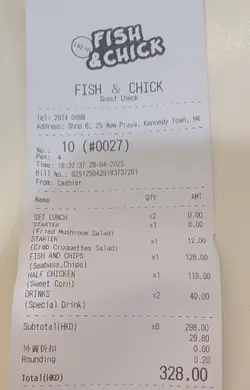 FRESH
FISH
& CHICK
FISH & CHICK
Guest Check
Tel: 2974 0088
Address: Shop B, 25 New Praya, Kennedy Town, HK
No.: 10 (#0027)
Pax: 4
Time: 18:37:37 28-04-2025
Bill No.: 0251250428183737281
From: Cashier
Name QTY AMT
SET LUNCH x2 0.00
STARTER x1 0.00
(Fried Mushroom Salad)
STARTER x1 12.00
(Crab Croquettes Salad)
FISH AND CHIPS x1 128.00
(Seabass,Chips)
HALF CHICKEN x1 118.00
(Sweet Corn)
DRINKS x2 40.00
(Special Drink)
Subtotal(HKD) x8 298.00
29.80
外賣折扣 0.00
Rounding 0.20
Total(HKD) 328.00